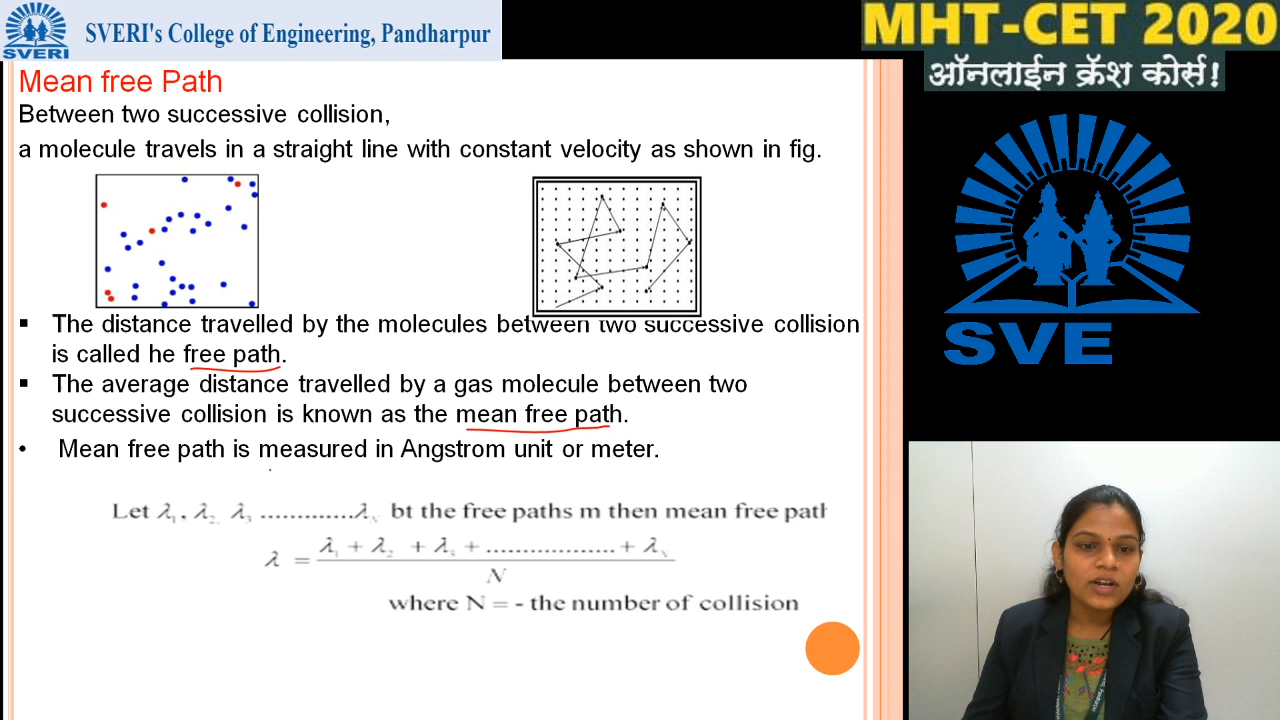 SVERI
SVERI's College of Engineering, Pandharpur
MHT-CET 2020
ऑनलाईन क्रॅश कोर्स!
Mean free Path
Between two successive collision,
a molecule travels in a straight line with constant velocity as shown in fig.
The distance travelled by the molecules between two successive collision
is called he free path.
The average distance travelled by a gas molecule between two
successive collision is known as the mean free path.
Mean free path is measured in Angstrom unit or meter.
Let λ₁, λ₂, λ₃ .............λ_N bt the free paths m then mean free path
λ = λ₁ + λ₂ + λ₃ + .................. + λ_N
N
where N = - the number of collision
SVE